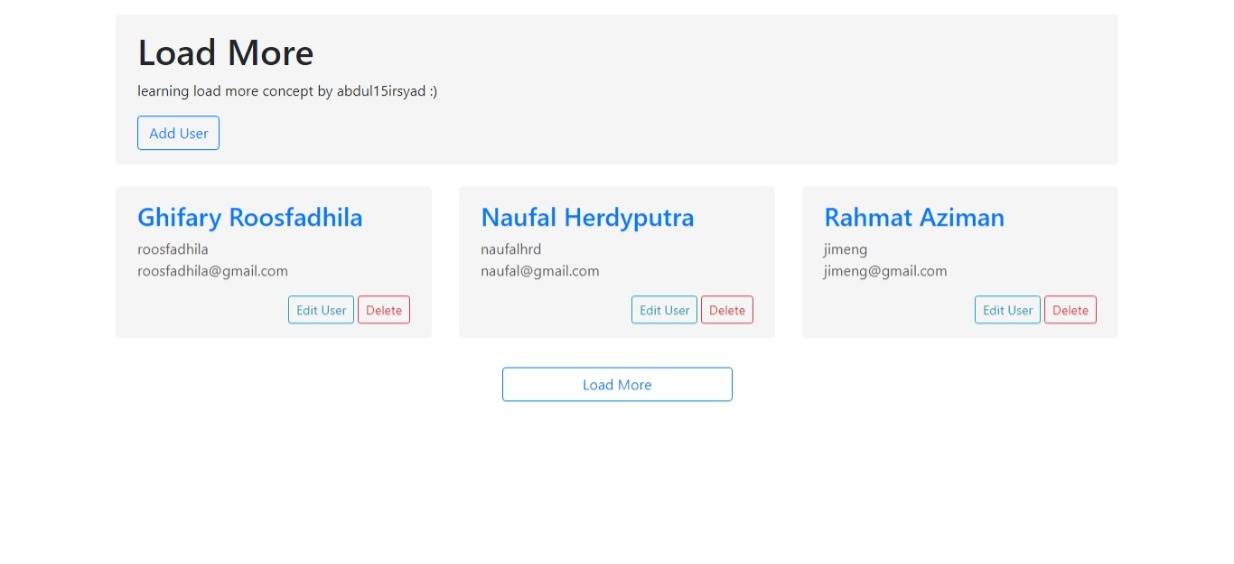 Load More
learning load more concept by abdul15irsyad :)
Add User
Ghifary Roosfadhila
roosfadhila
roosfadhila@gmail.com
Edit User Delete
Naufal Herdyputra
naufalhrd
naufal@gmail.com
Edit User Delete
Rahmat Aziman
jimeng
jimeng@gmail.com
Edit User Delete
Load More